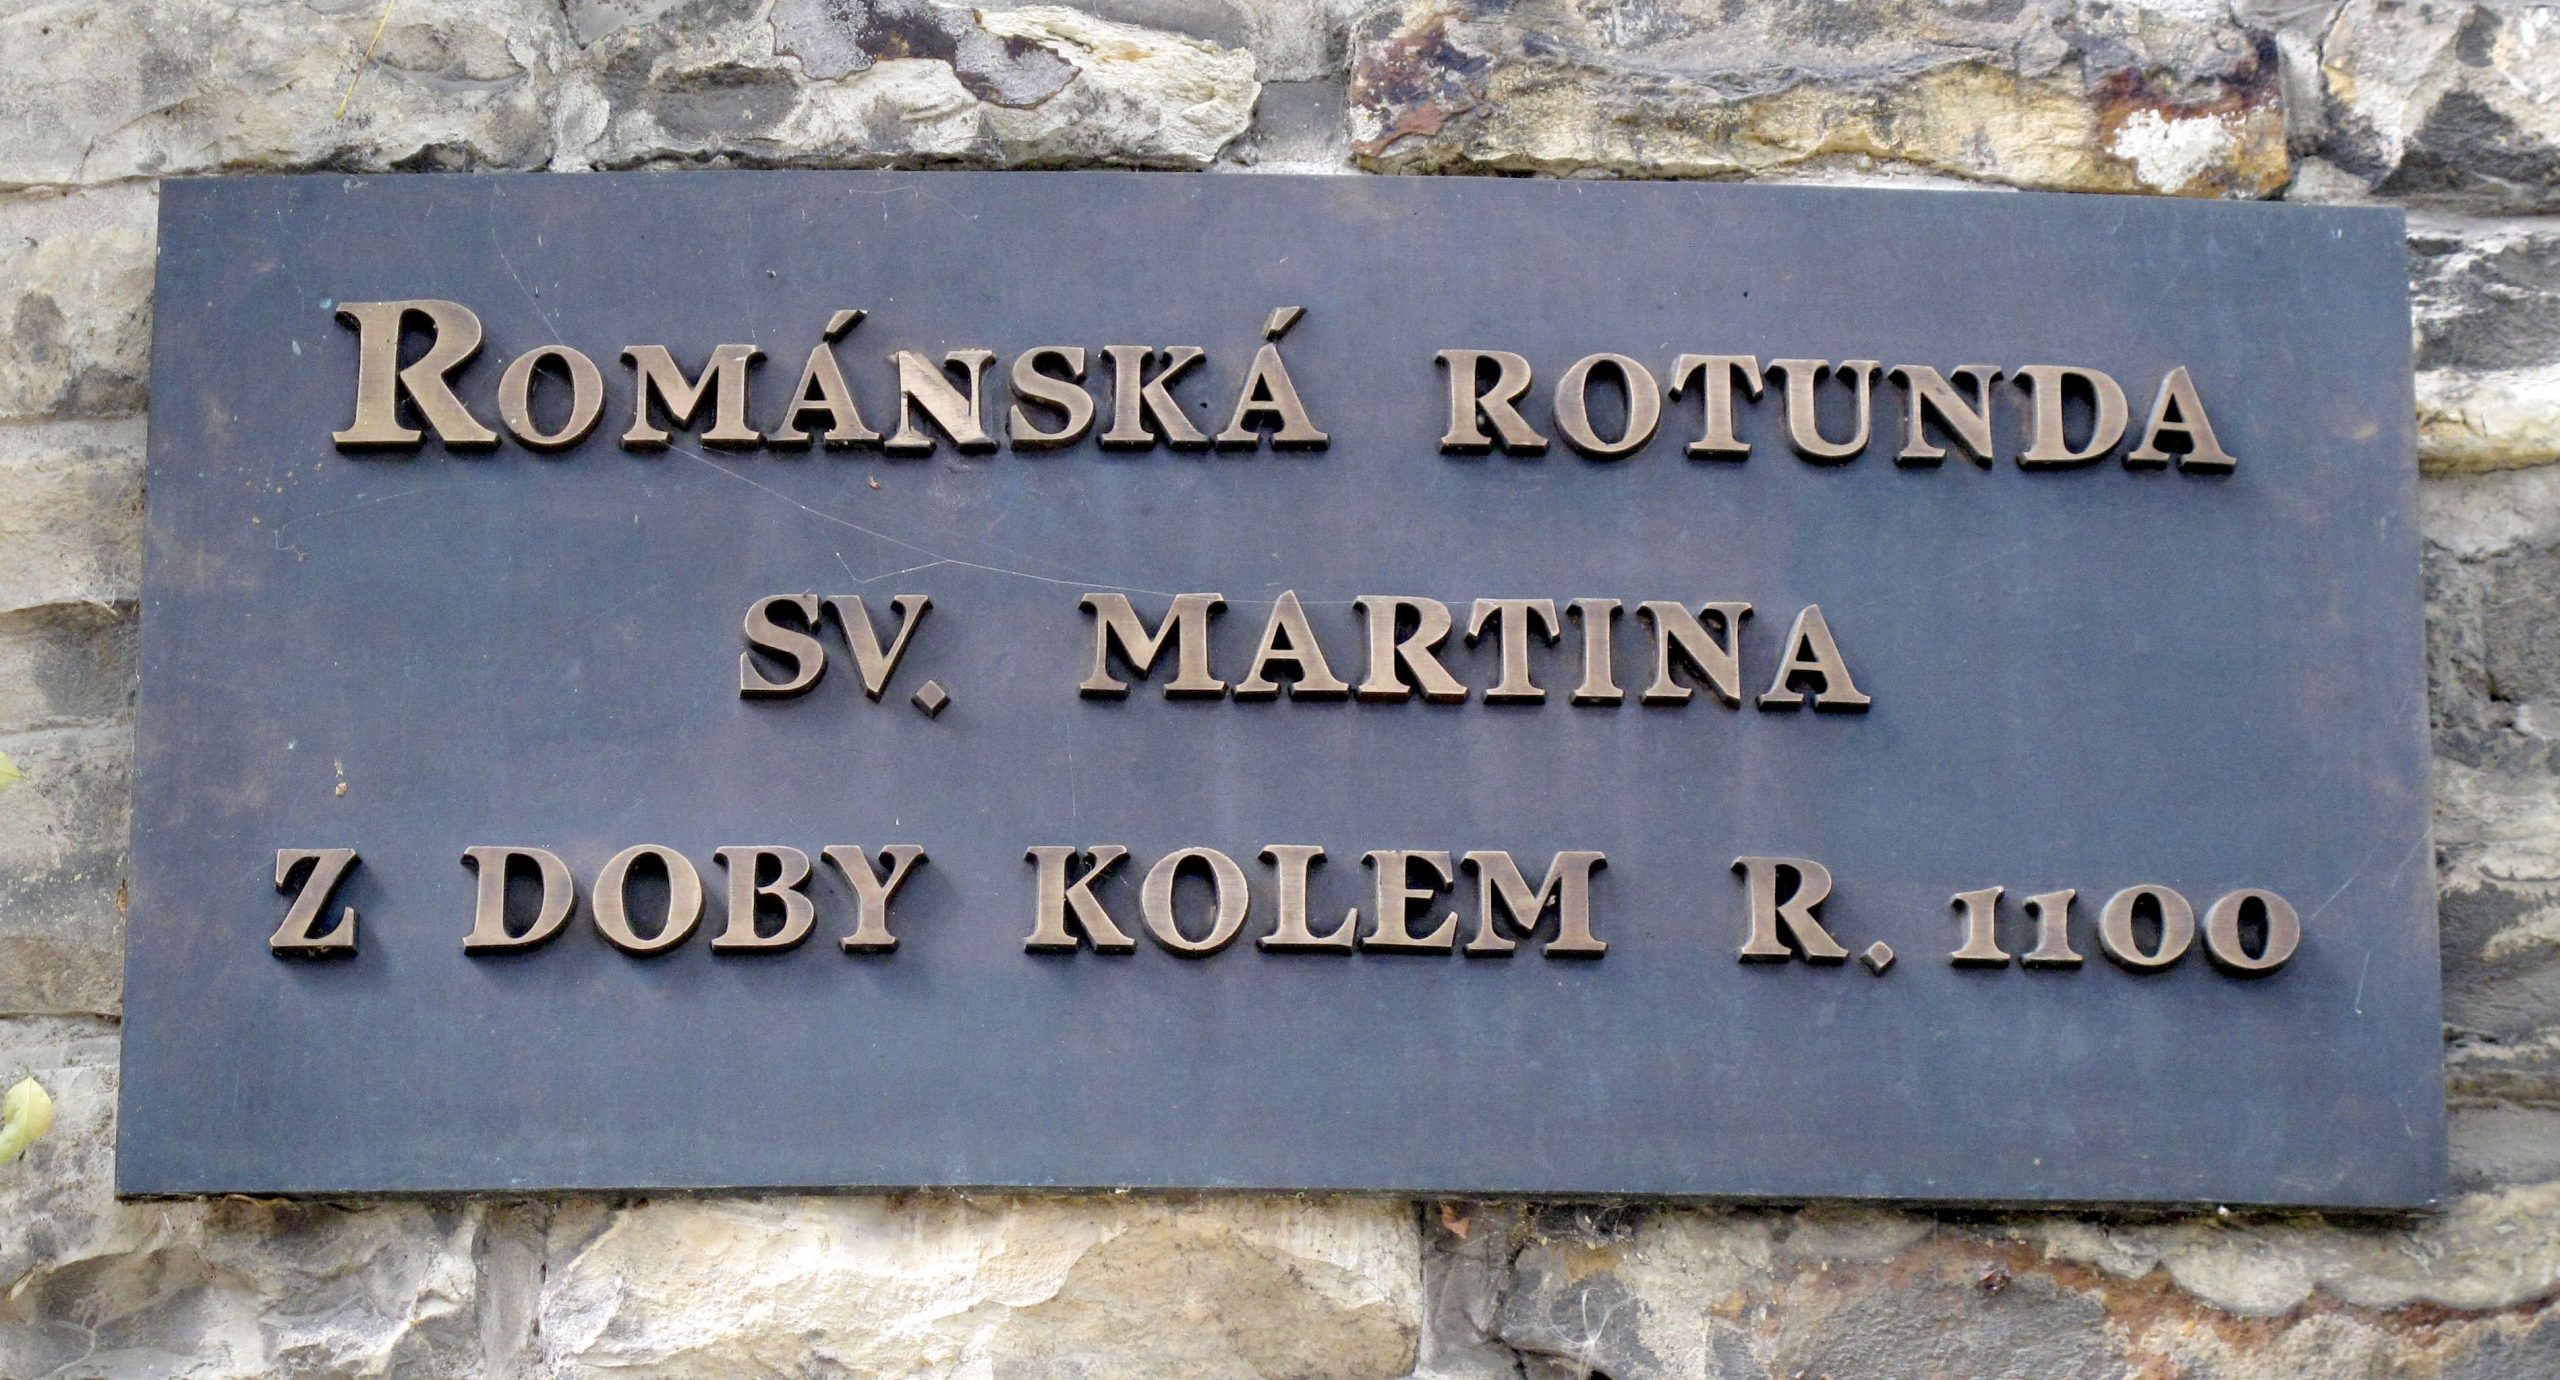 Románská rotunda
sv. Martina
z doby kolem r. 1100